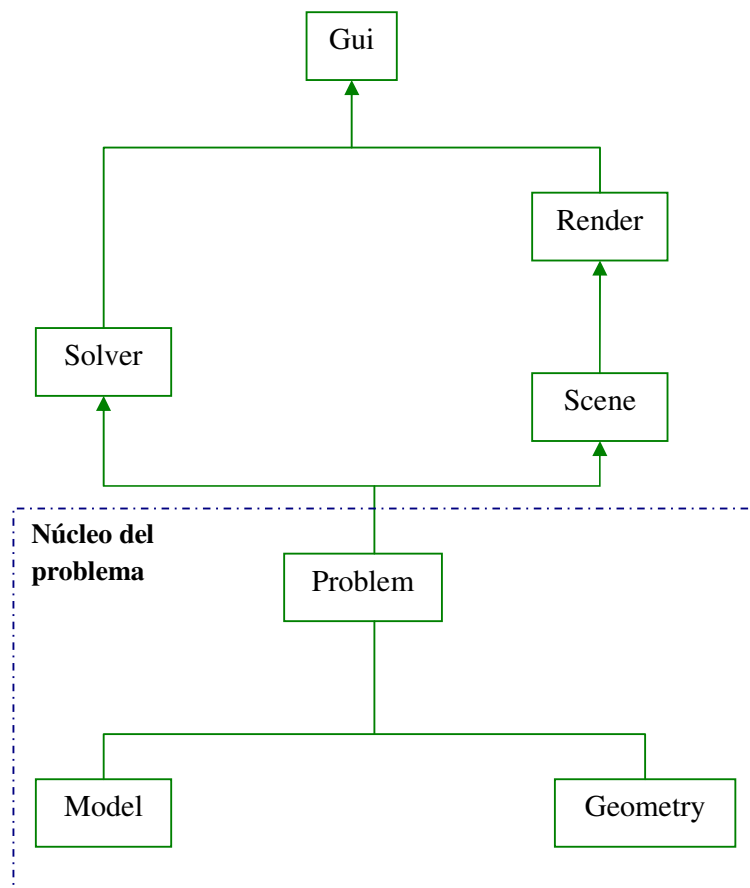 Gui
Render
Solver
Scene
Núcleo del
problema
Problem
Model
Geometry